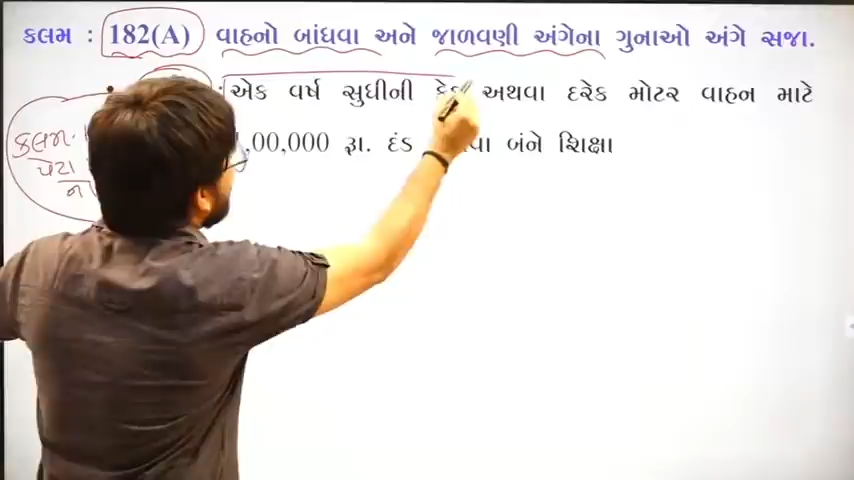 કલમ : 182(A) વાહનો બાંધવા અને જાળવણી અંગેના ગુનાઓ અંગે સજા.
એક વર્ષ સુધીની અથવા દરેક મોટર વાહન માટે
,00,000 રૂા. દંડ બંને શિક્ષા
કલમ
પેટા